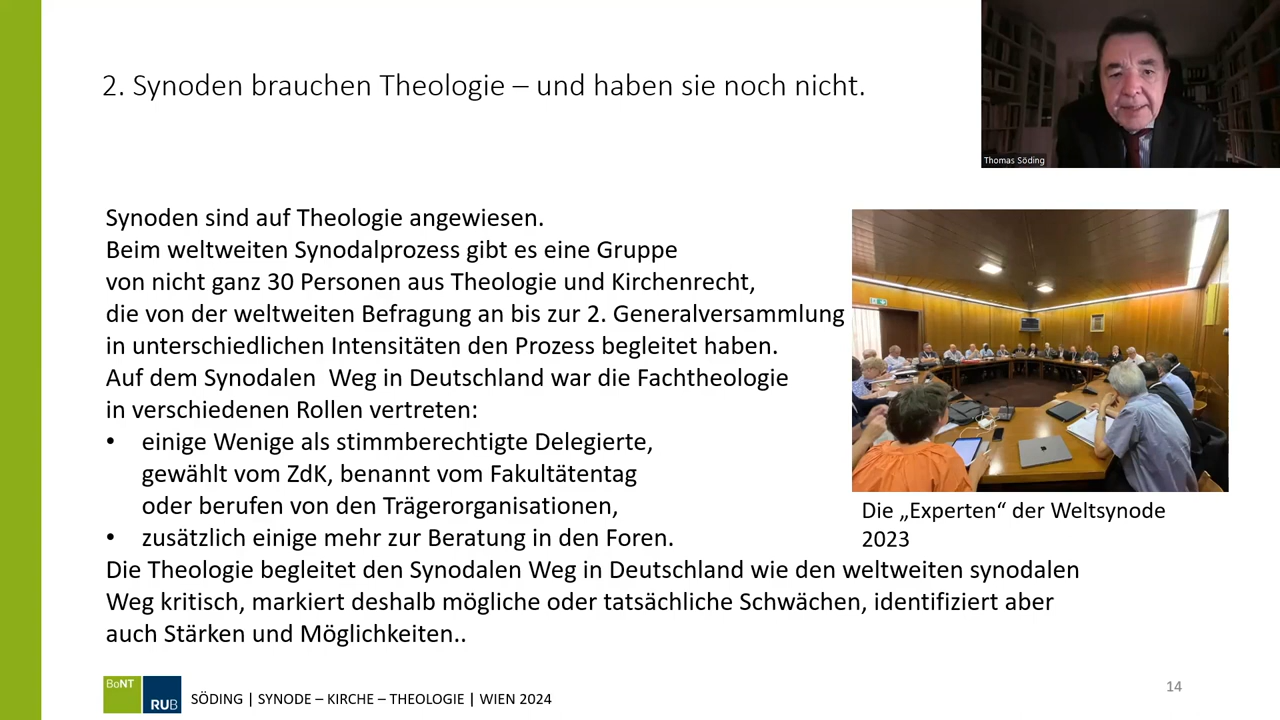 2. Synoden brauchen Theologie – und haben sie noch nicht.
Thomas Söding
Synoden sind auf Theologie angewiesen.
Beim weltweiten Synodalprozess gibt es eine Gruppe
von nicht ganz 30 Personen aus Theologie und Kirchenrecht,
die von der weltweiten Befragung an bis zur 2. Generalversammlung
in unterschiedlichen Intensitäten den Prozess begleitet haben.
Auf dem Synodalen  Weg in Deutschland war die Fachtheologie
in verschiedenen Rollen vertreten:
• einige Wenige als stimmberechtigte Delegierte,
gewählt vom ZdK, benannt vom Fakultätentag
oder berufen von den Trägerorganisationen,
• zusätzlich einige mehr zur Beratung in den Foren.
Die Theologie begleitet den Synodalen Weg in Deutschland wie den weltweiten synodalen
Weg kritisch, markiert deshalb mögliche oder tatsächliche Schwächen, identifiziert aber
auch Stärken und Möglichkeiten..
Die „Experten“ der Weltsynode
2023
BoNT
RUB
SÖDING | SYNODE – KIRCHE – THEOLOGIE | WIEN 2024
14